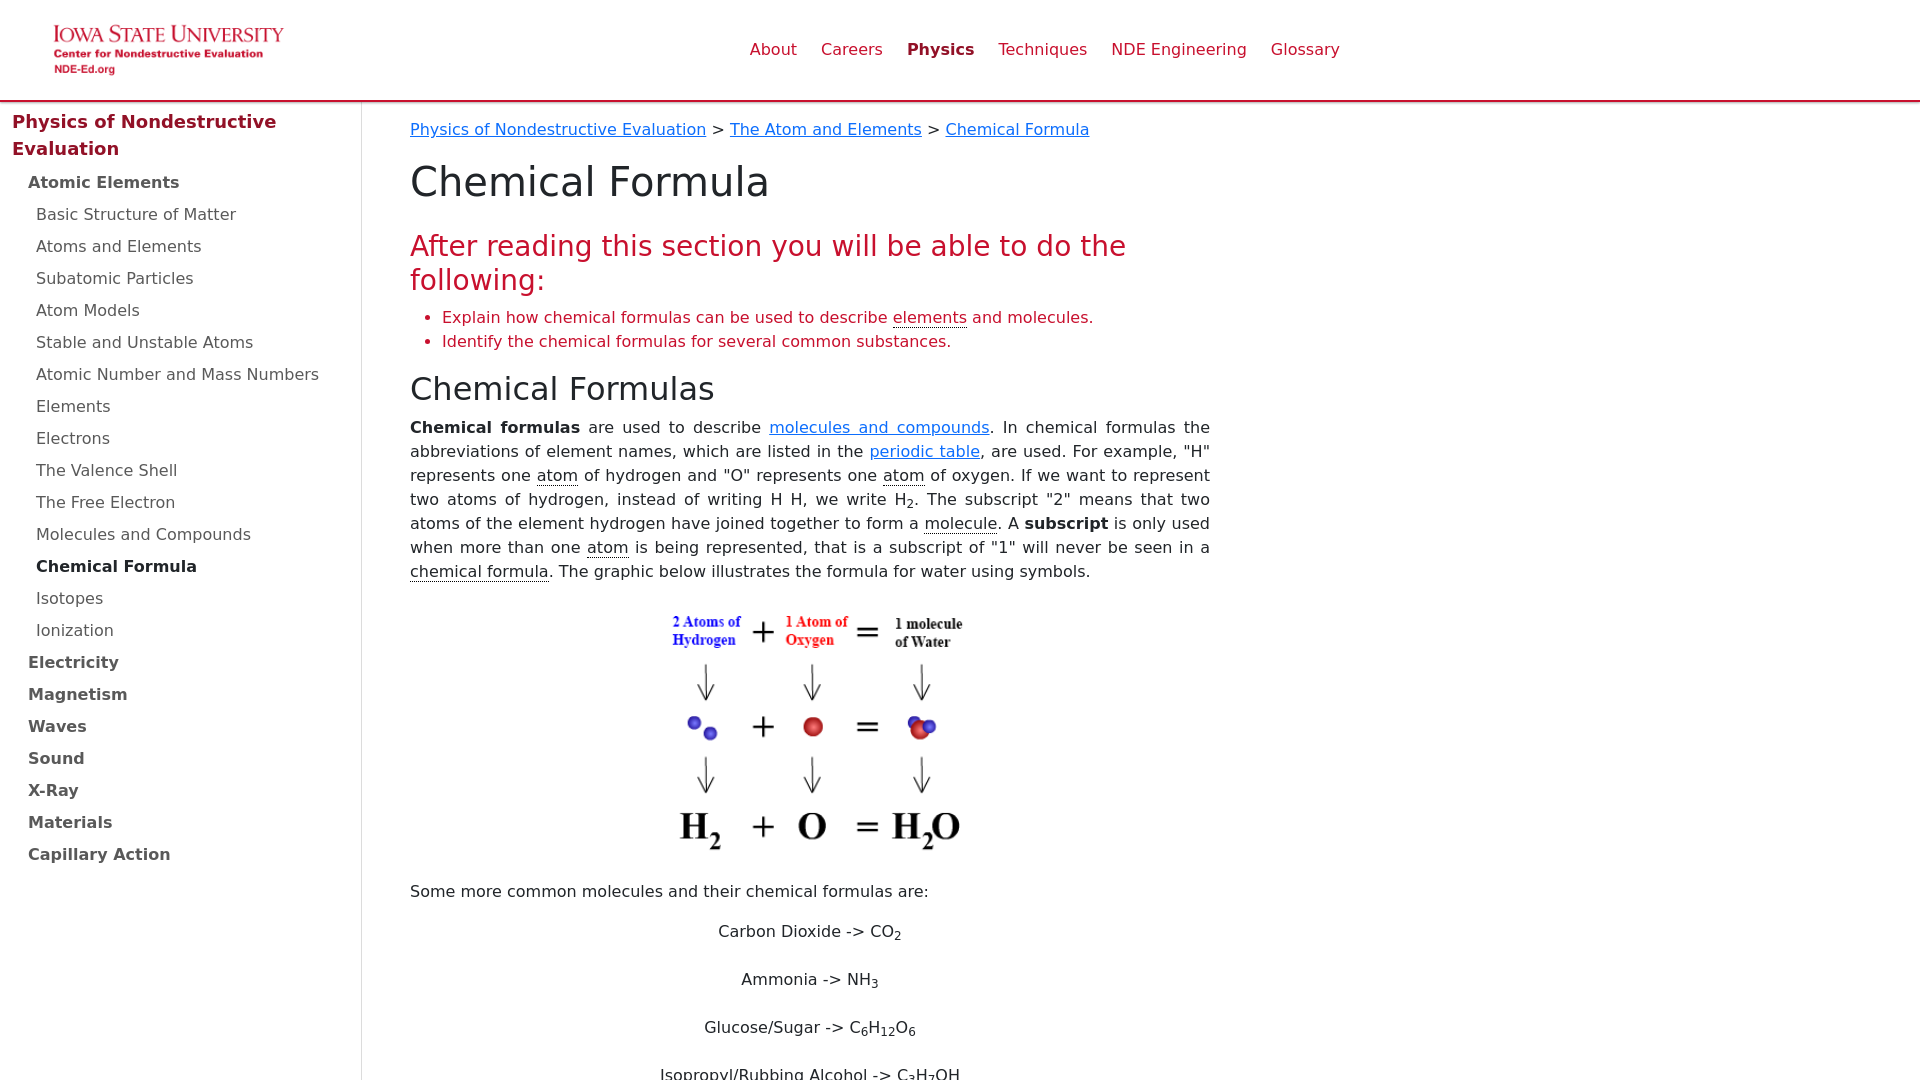 IOWA STATE UNIVERSITY
Center for Nondestructive Evaluation
NDE-Ed.org
About Careers Physics Techniques NDE Engineering Glossary
Physics of Nondestructive
Evaluation
Atomic Elements
Basic Structure of Matter
Atoms and Elements
Subatomic Particles
Atom Models
Stable and Unstable Atoms
Atomic Number and Mass Numbers
Elements
Electrons
The Valence Shell
The Free Electron
Molecules and Compounds
Chemical Formula
Isotopes
Ionization
Electricity
Magnetism
Waves
Sound
X-Ray
Materials
Capillary Action
Physics of Nondestructive Evaluation > The Atom and Elements > Chemical Formula
Chemical Formula
After reading this section you will be able to do the
following:
• Explain how chemical formulas can be used to describe elements and molecules.
• Identify the chemical formulas for several common substances.
Chemical Formulas
Chemical formulas are used to describe molecules and compounds. In chemical formulas the
abbreviations of element names, which are listed in the periodic table, are used. For example, "H"
represents one atom of hydrogen and "O" represents one atom of oxygen. If we want to represent
two atoms of hydrogen, instead of writing H H, we write H₂. The subscript "2" means that two
atoms of the element hydrogen have joined together to form a molecule. A subscript is only used
when more than one atom is being represented, that is a subscript of "1" will never be seen in a
chemical formula. The graphic below illustrates the formula for water using symbols.
2 Atoms of Hydrogen + 1 Atom of Oxygen = 1 molecule of Water
+ =
H₂ + O = H₂O
Some more common molecules and their chemical formulas are:
Carbon Dioxide -> CO₂
Ammonia -> NH₃
Glucose/Sugar -> C₆H₁₂O₆
Isopropyl/Rubbing Alcohol -> C₃H₇OH